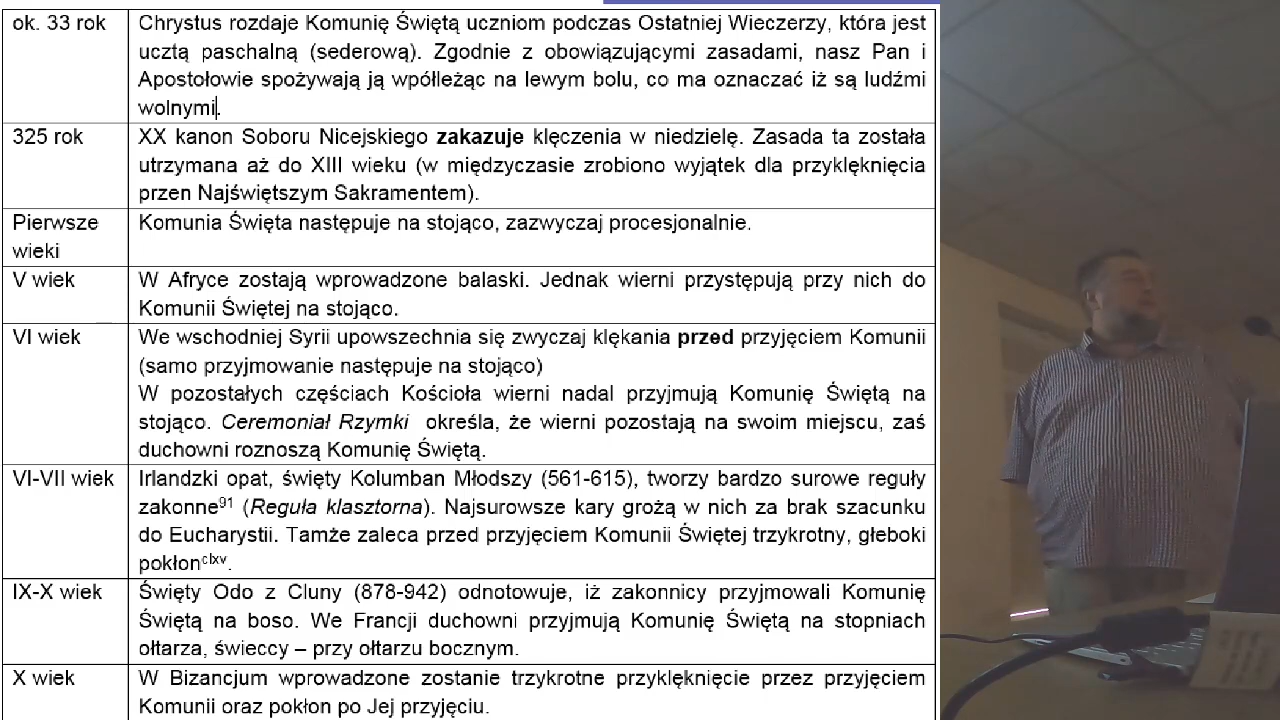 ok. 33 rok
Chrystus rozdaje Komunię Świętą uczniom podczas Ostatniej Wieczerzy, która jest
ucztą paschalną (sederową). Zgodnie z obowiązującymi zasadami, nasz Pan i
Apostołowie spożywają ją wpółleżąc na lewym bolu, co ma oznaczać iż są ludźmi
wolnymi.
325 rok
XX kanon Soboru Nicejskiego zakazuje klęczenia w niedzielę. Zasada ta została
utrzymana aż do XIII wieku (w międzyczasie zrobiono wyjątek dla przyklęknięcia
przen Najświętszym Sakramentem).
Pierwsze
wieki
Komunia Święta następuje na stojąco, zazwyczaj procesjonalnie.
V wiek
W Afryce zostają wprowadzone balaski. Jednak wierni przystępują przy nich do
Komunii Świętej na stojąco.
VI wiek
We wschodniej Syrii upowszechnia się zwyczaj klękania przed przyjęciem Komunii
(samo przyjmowanie następuje na stojąco)
W pozostałych częściach Kościoła wierni nadal przyjmują Komunię Świętą na
stojąco. Ceremoniał Rzymki określa, że wierni pozostają na swoim miejscu, zaś
duchowni roznoszą Komunię Świętą.
VI-VII wiek
Irlandzki opat, święty Kolumban Młodszy (561-615), tworzy bardzo surowe reguły
zakonne91 (Reguła klasztorna). Najsurowsze kary grożą w nich za brak szacunku
do Eucharystii. Tamże zaleca przed przyjęciem Komunii Świętej trzykrotny, głeboki
pokłonclxv.
IX-X wiek
Święty Odo z Cluny (878-942) odnotowuje, iż zakonnicy przyjmowali Komunię
Świętą na boso. We Francji duchowni przyjmują Komunię Świętą na stopniach
ołtarza, świeccy – przy ołtarzu bocznym.
X wiek
W Bizancjum wprowadzone zostanie trzykrotne przyklęknięcie przez przyjęciem
Komunii oraz pokłon po Jej przyjęciu.